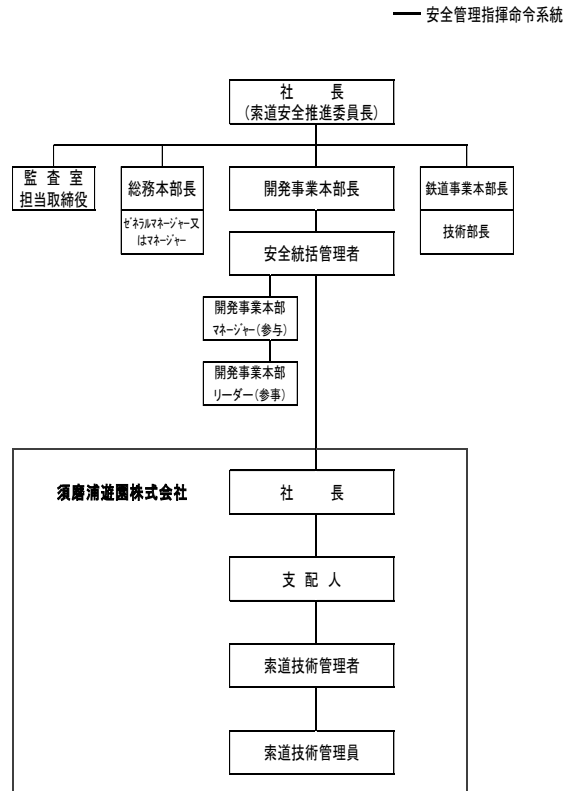 安全管理指揮命令系統
社　　長
(索道安全推進委員長)
監 査 室
担当取締役
総務本部長
ｾﾞﾈﾗﾙﾏﾈｰｼﾞｬｰ又
はﾏﾈｰｼﾞｬｰ
開発事業本部長
鉄道事業本部長
技術部長
安全統括管理者
開発事業本部
ﾏﾈｰｼﾞｬｰ(参与)
開発事業本部
リーダー(参事)
須磨浦遊園株式会社
社　　長
支 配 人
索道技術管理者
索道技術管理員